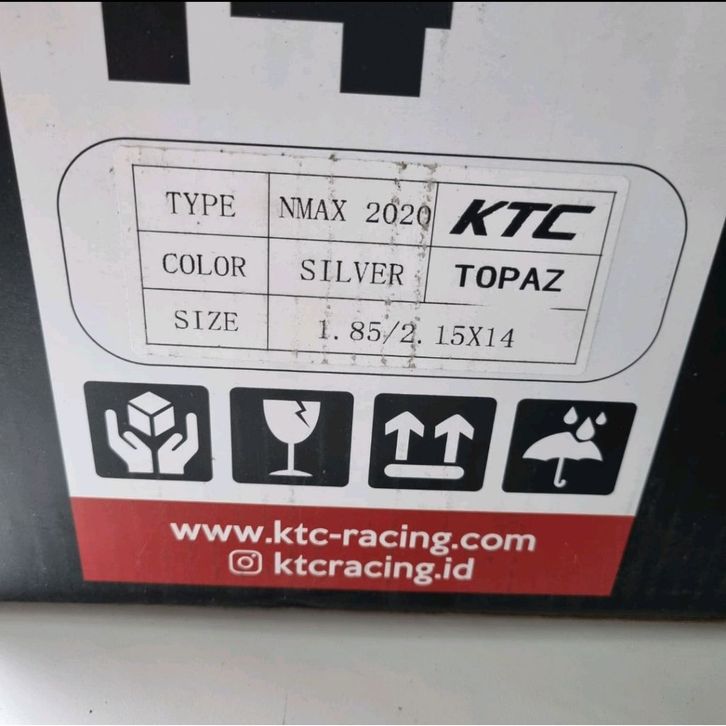 TYPE NMAX 2020 KTC
COLOR SILVER TOPAZ
SIZE 1.85/2.15X14
www.ktc-racing.com
ktcracing.id